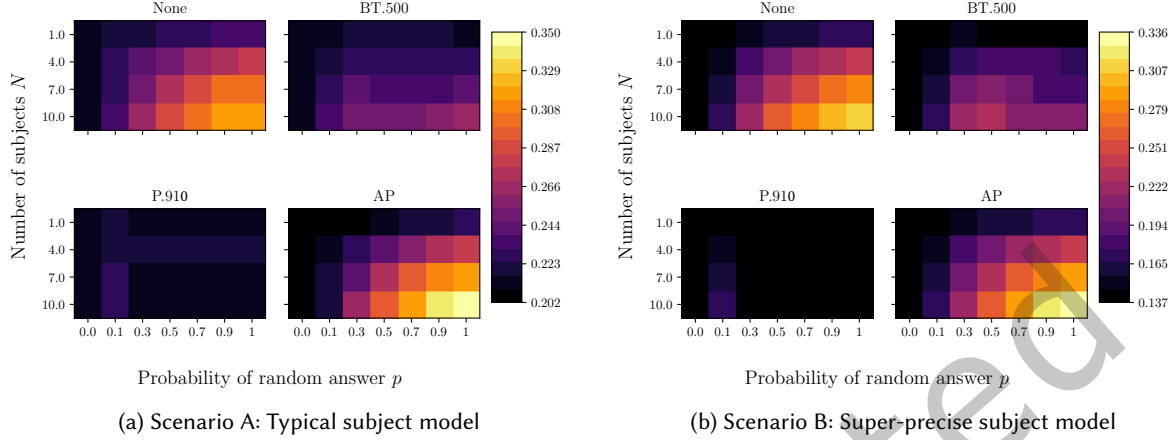 None BT.500 None BT.500
1.0 4.0 7.0 10.0
0.350 0.329 0.308 0.287 0.266 0.244 0.223 0.202
1.0 4.0 7.0 10.0
0.336 0.307 0.279 0.251 0.222 0.194 0.165 0.137
Number of subjects N
Number of subjects N
P.910 AP P.910 AP
1.0 4.0 7.0 10.0
1.0 4.0 7.0 10.0
0.0 0.1 0.3 0.5 0.7 0.9 1 0.0 0.1 0.3 0.5 0.7 0.9 1
0.0 0.1 0.3 0.5 0.7 0.9 1 0.0 0.1 0.3 0.5 0.7 0.9 1
Probability of random answer p
Probability of random answer p
(a) Scenario A: Typical subject model
(b) Scenario B: Super-precise subject model
ted